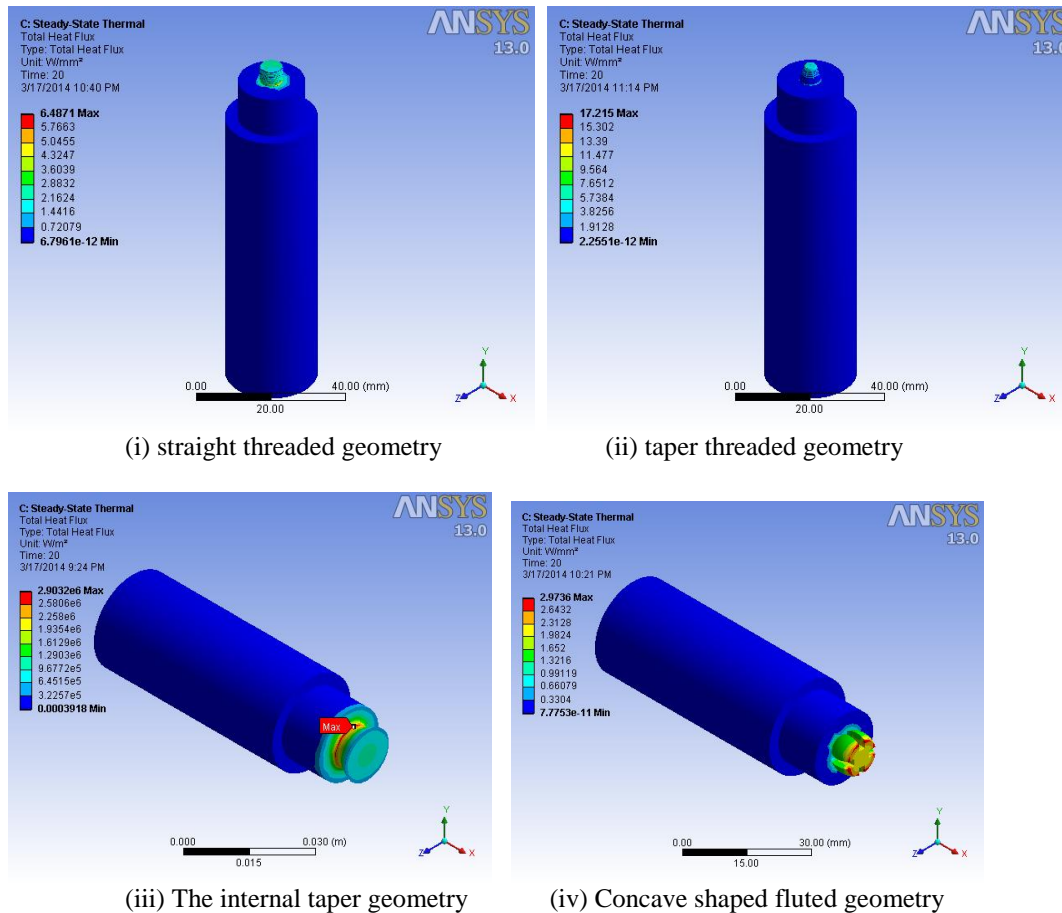 C: Steady-State Thermal
Total Heat Flux
Type: Total Heat Flux
Unit: W/mm²
Time: 20
3/17/2014 10:40 PM
ANSYS
13.0
6.4871 Max
5.7663
5.0455
4.3247
3.6039
2.8832
2.1624
1.4416
0.72079
6.7961e-12 Min
0.00
40.00 (mm)
20.00
Y
Z
X
(i) straight threaded geometry
C: Steady-State Thermal
Total Heat Flux
Type: Total Heat Flux
Unit: W/mm²
Time: 20
3/17/2014 11:14 PM
ANSYS
13.0
17.215 Max
15.302
13.39
11.477
9.564
7.6512
5.7384
3.8256
1.9128
2.2551e-12 Min
0.00
40.00 (mm)
20.00
Y
Z
X
(ii) taper threaded geometry
C: Steady-State Thermal
Total Heat Flux
Type: Total Heat Flux
Unit: W/m²
Time: 20
3/17/2014 9:24 PM
ANSYS
13.0
2.9032e6 Max
2.5806e6
2.258e6
1.9354e6
1.6129e6
1.2903e6
9.6772e5
6.4515e5
3.2257e5
0.0003918 Min
Max
0.000
0.030 (m)
0.015
Y
Z
X
(iii) The internal taper geometry
C: Steady-State Thermal
Total Heat Flux
Type: Total Heat Flux
Unit: W/mm²
Time: 20
3/17/2014 10:21 PM
ANSYS
13.0
2.9736 Max
2.6432
2.3128
1.9824
1.652
1.3216
0.99119
0.66079
0.3304
7.7753e-11 Min
0.00
30.00 (mm)
15.00
Y
Z
X
(iv) Concave shaped fluted geometry